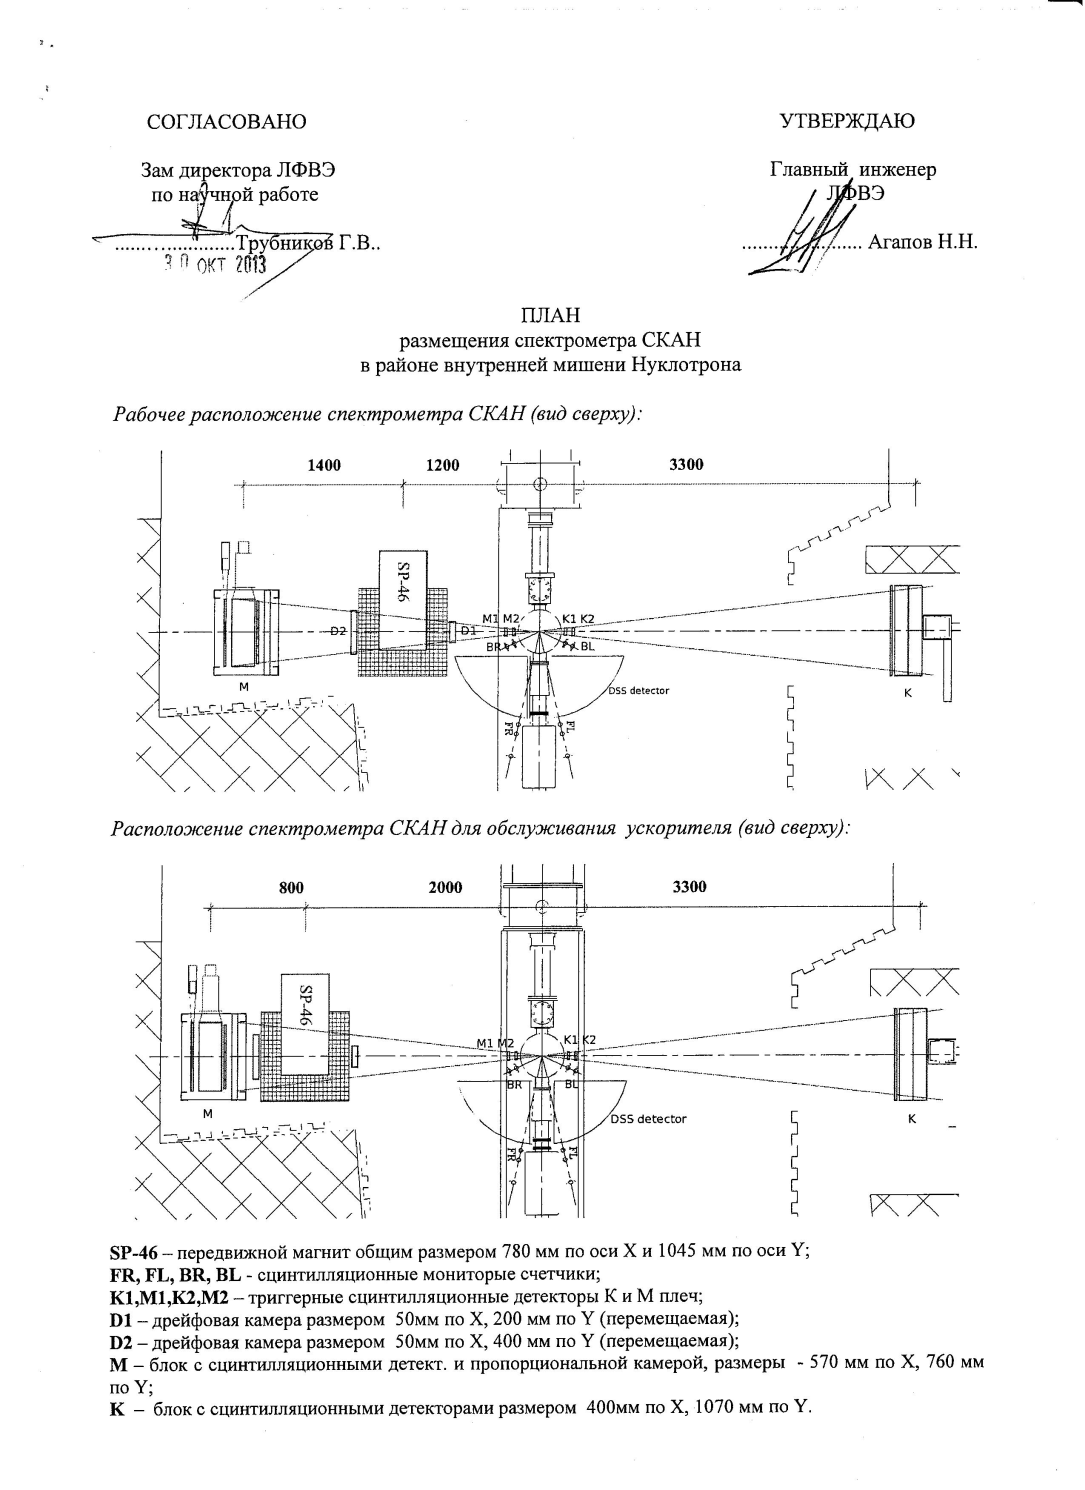 СОГЛАСОВАНО
УТВЕРЖДАЮ
Зам директора ЛФВЭ
по научной работе
Главный инженер
ЛФВЭ
......................Трубников Г.В..
...................... Агапов Н.Н.
30 ОКТ 2013
ПЛАН
размещения спектрометра СКАН
в районе внутренней мишени Нуклотрона
Рабочее расположение спектрометра СКАН (вид сверху):
1400 1200 3300
SP-46
M1 M2 K1 K2
D2 D1
BR BL
M
DSS detector
K
FR FL
Расположение спектрометра СКАН для обслуживания ускорителя (вид сверху):
800 2000 3300
SP-46
M1 M2 K1 K2
BR BL
M
DSS detector
K
FR FL
SP-46 – передвижной магнит общим размером 780 мм по оси X и 1045 мм по оси Y;
FR, FL, BR, BL - сцинтилляционные мониторые счетчики;
K1,M1,K2,M2 – триггерные сцинтилляционные детекторы К и М плеч;
D1 – дрейфовая камера размером 50мм по X, 200 мм по Y (перемещаемая);
D2 – дрейфовая камера размером 50мм по X, 400 мм по Y (перемещаемая);
M – блок с сцинтилляционными детект. и пропорциональной камерой, размеры - 570 мм по X, 760 мм
по Y;
K – блок с сцинтилляционными детекторами размером 400мм по X, 1070 мм по Y.